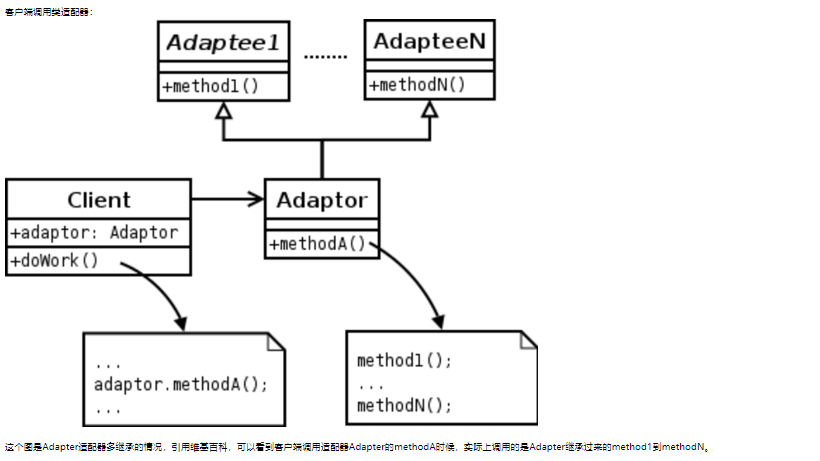 客户端调用类适配器：
Adaptee1 ........ AdapteeN
+method1() +methodN()
Client Adaptor
+adaptor: Adaptor
+methodA()
+doWork()
... method1();
adaptor.methodA(); ...
... methodN();
这个图是Adapter适配器多继承的情况，引用维基百科，可以看到客户端调用适配器Adapter的methodA时候，实际上调用的是Adapter继承过来的method1到methodN。